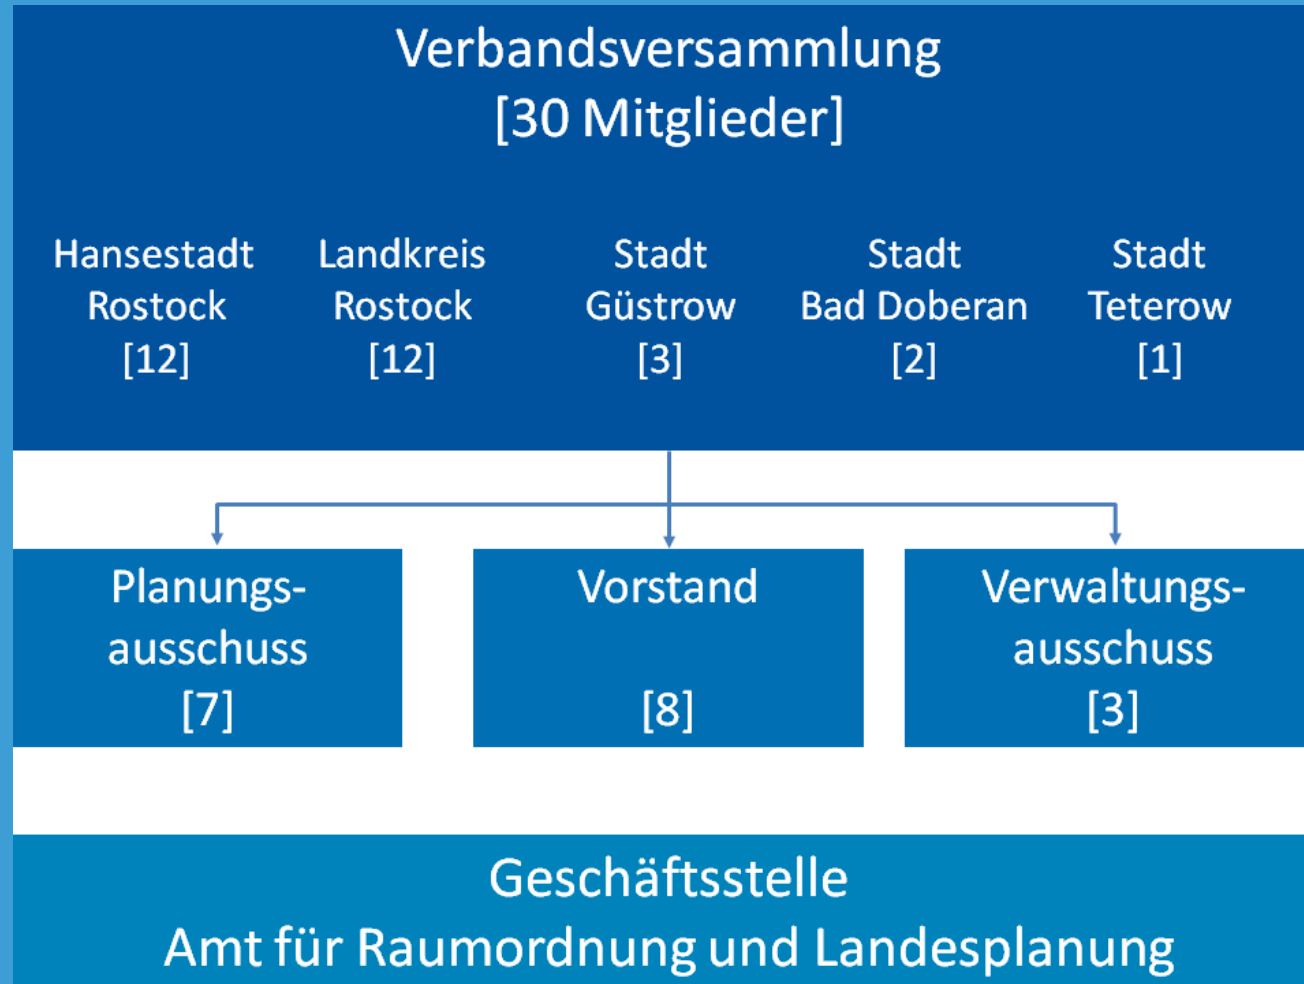 Verbandsversammlung
[30 Mitglieder]
Hansestadt
Rostock
[12]
Landkreis
Rostock
[12]
Stadt
Güstrow
[3]
Stadt
Bad Doberan
[2]
Stadt
Teterow
[1]
Planungs-
ausschuss
[7]
Vorstand
[8]
Verwaltungs-
ausschuss
[3]
Geschäftsstelle
Amt für Raumordnung und Landesplanung